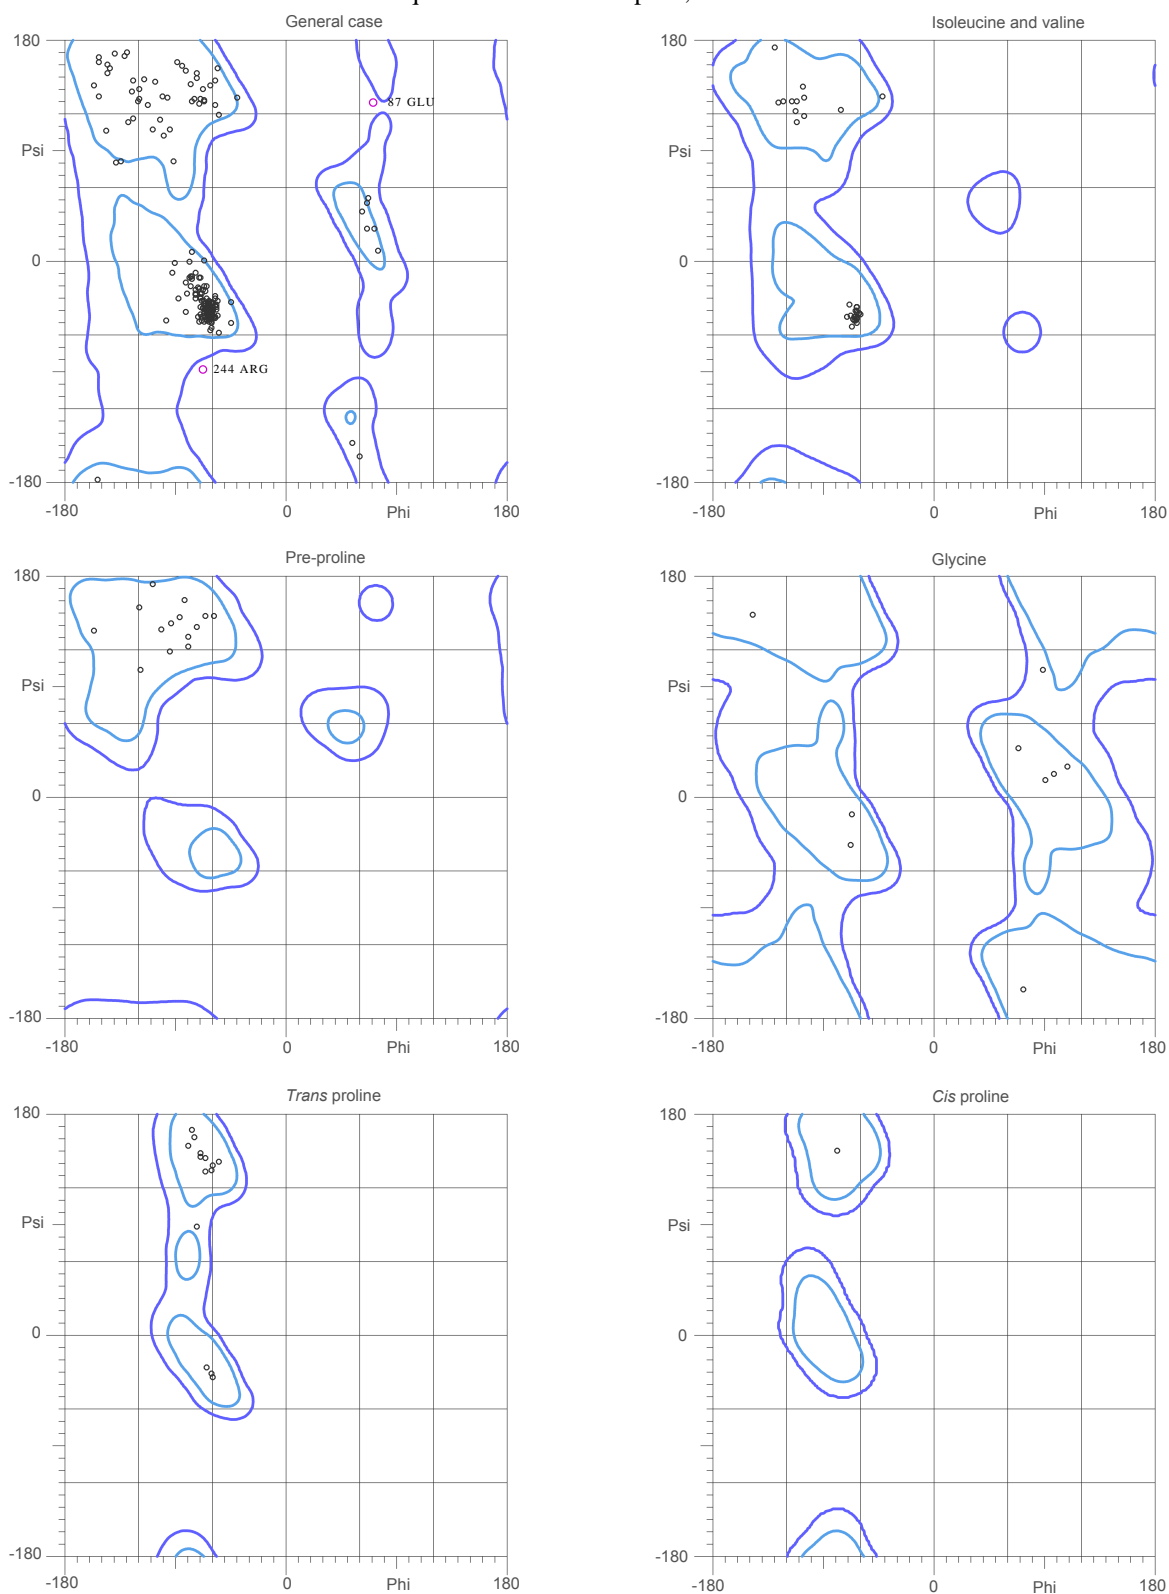 General case
180
Psi
0
-180
-180
0
Phi
180
87 GLU
244 ARG
Isoleucine and valine
180
Psi
0
-180
-180
0
Phi
180
Pre-proline
180
Psi
0
-180
-180
0
Phi
180
Glycine
180
Psi
0
-180
-180
0
Phi
180
Trans proline
180
Psi
0
-180
-180
0
Phi
180
Cis proline
180
Psi
0
-180
-180
0
Phi
180